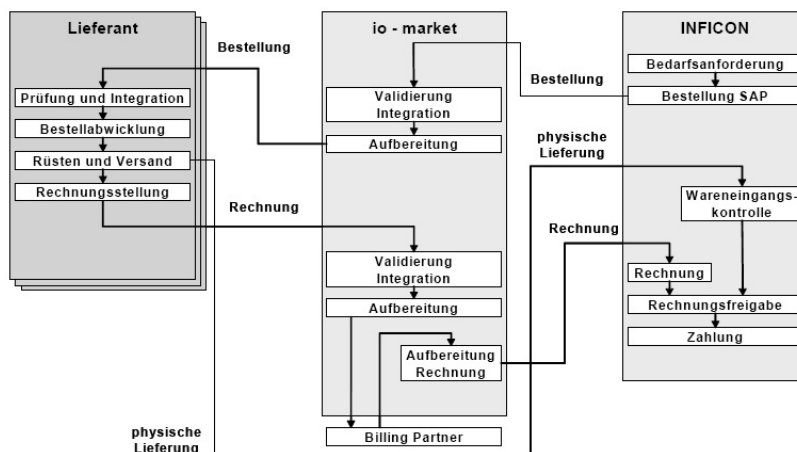 Lieferant
Prüfung und Integration
Bestellabwicklung
Rüsten und Versand
Rechnungsstellung
Bestellung
Rechnung
physische
Lieferung
io - market
Validierung
Integration
Aufbereitung
Validierung
Integration
Aufbereitung
Aufbereitung
Rechnung
Billing Partner
Bestellung
physische
Lieferung
Rechnung
INFICON
Bedarfsanforderung
Bestellung SAP
Wareneingangs-
kontrolle
Rechnung
Rechnungsfreigabe
Zahlung